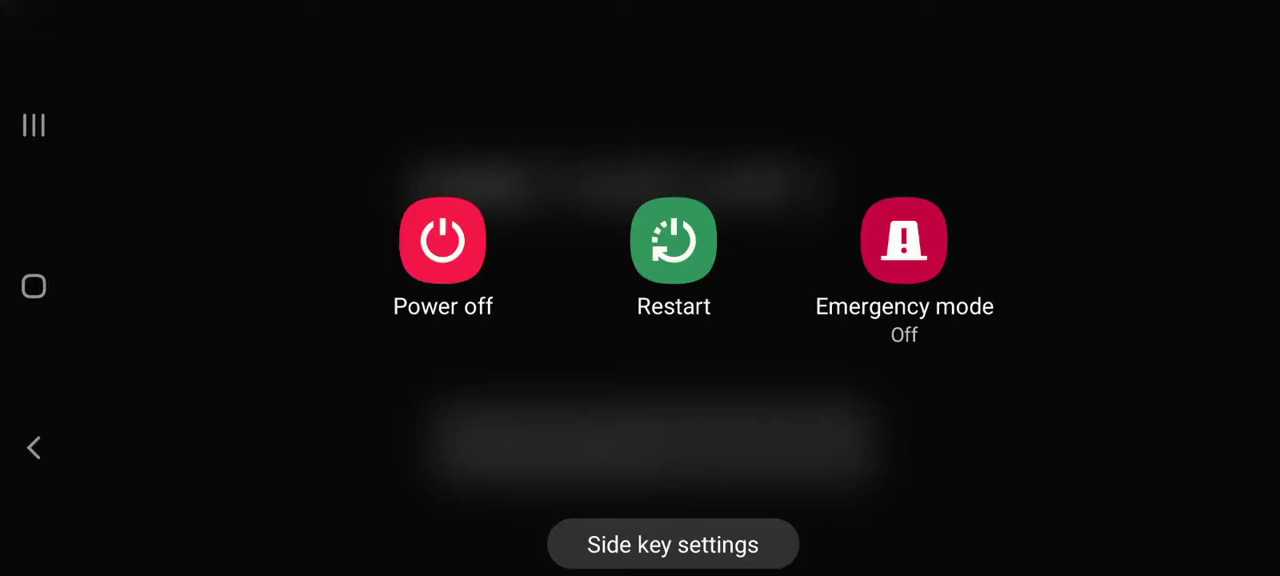 Power off
Restart
Emergency mode
Off
Side key settings